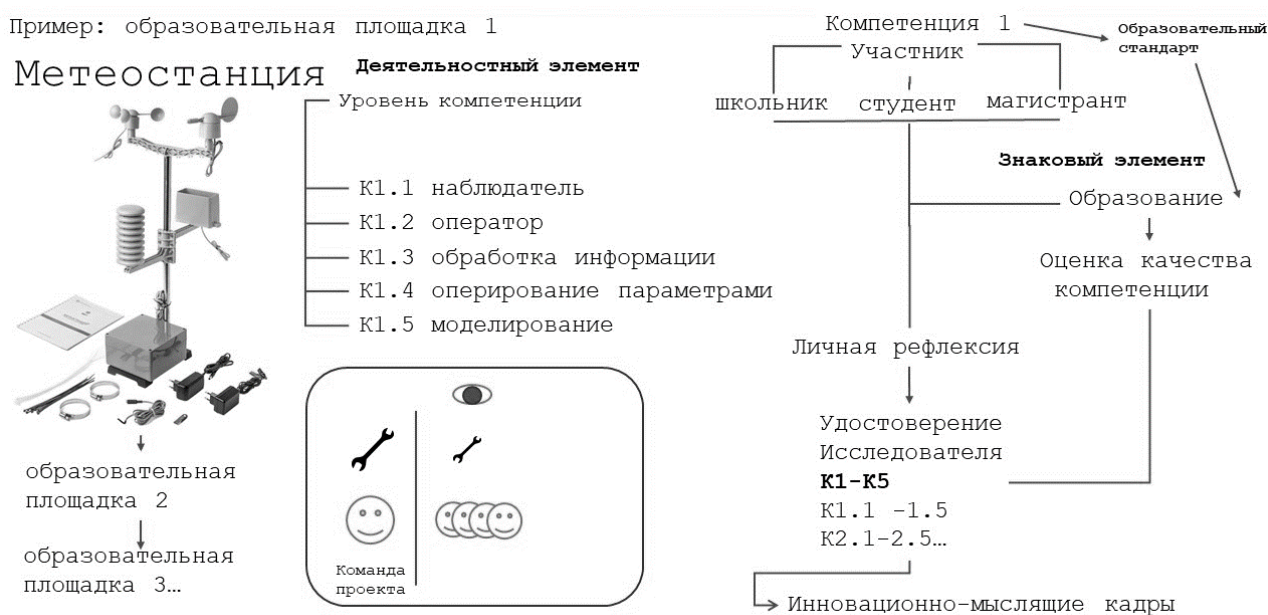 Пример: образовательная площадка 1
Метеостанция
Деятельностный элемент
Уровень компетенции
К1.1 наблюдатель
К1.2 оператор
К1.3 обработка информации
К1.4 оперирование параметрами
К1.5 моделирование
образовательная
площадка 2
образовательная
площадка 3…
Команда
проекта
Компетенция 1
Образовательный
стандарт
Участник
школьник студент магистрант
Знаковый элемент
Образование
Оценка качества
компетенции
Личная рефлексия
Удостоверение
Исследователя
К1-К5
К1.1 -1.5
К2.1-2.5…
Инновационно-мыслящие кадры